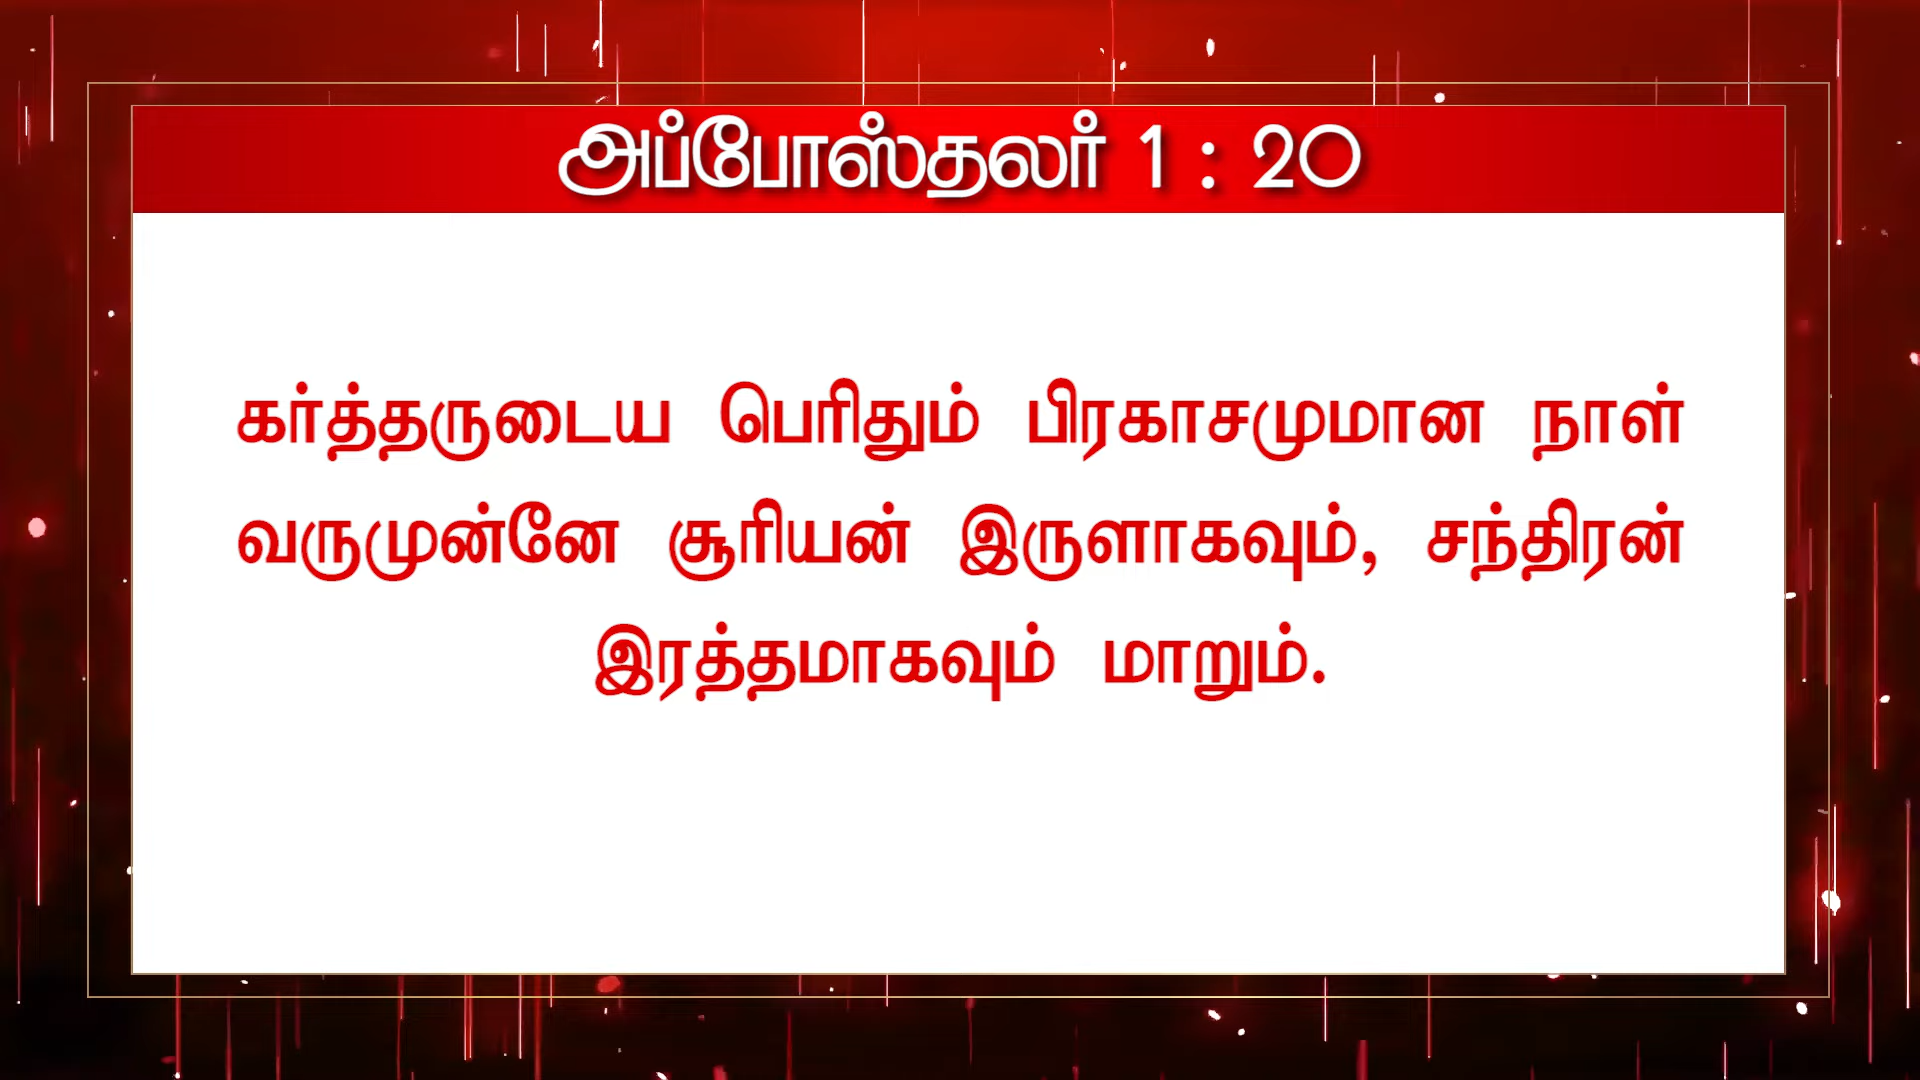 அப்போஸ்தலர் 1 : 20
கர்த்தருடைய பெரிதும் பிரகாசமுமான நாள்
வருமுன்னே சூரியன் இருளாகவும், சந்திரன்
இரத்தமாகவும் மாறும்.